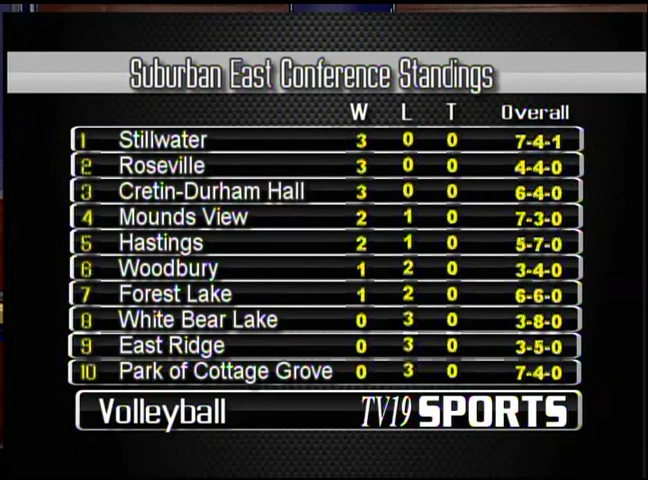 Suburban East Conference Standings
W L T Overall
1 Stillwater 3 0 0 7-4-1
2 Roseville 3 0 0 4-4-0
3 Cretin-Durham Hall 3 0 0 6-4-0
4 Mounds View 2 1 0 7-3-0
5 Hastings 2 1 0 5-7-0
6 Woodbury 1 2 0 3-4-0
7 Forest Lake 1 2 0 6-6-0
8 White Bear Lake 0 3 0 3-8-0
9 East Ridge 0 3 0 3-5-0
10 Park of Cottage Grove 0 3 0 7-4-0
Volleyball TV19 SPORTS